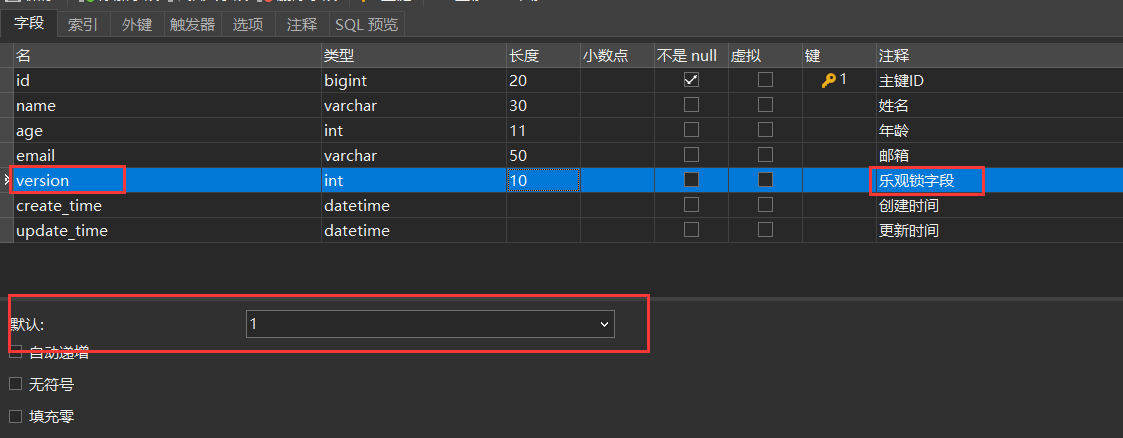 字段 索引 外键 触发器 选项 注释 SQL 预览
名 类型 长度 小数点 不是 null 虚拟 键 注释
id bigint 20 1 主键ID
name varchar 30 姓名
age int 11 年龄
email varchar 50 邮箱
version int 10 乐观锁字段
create_time datetime 创建时间
update_time datetime 更新时间
默认: 1
自动递增
无符号
填充零